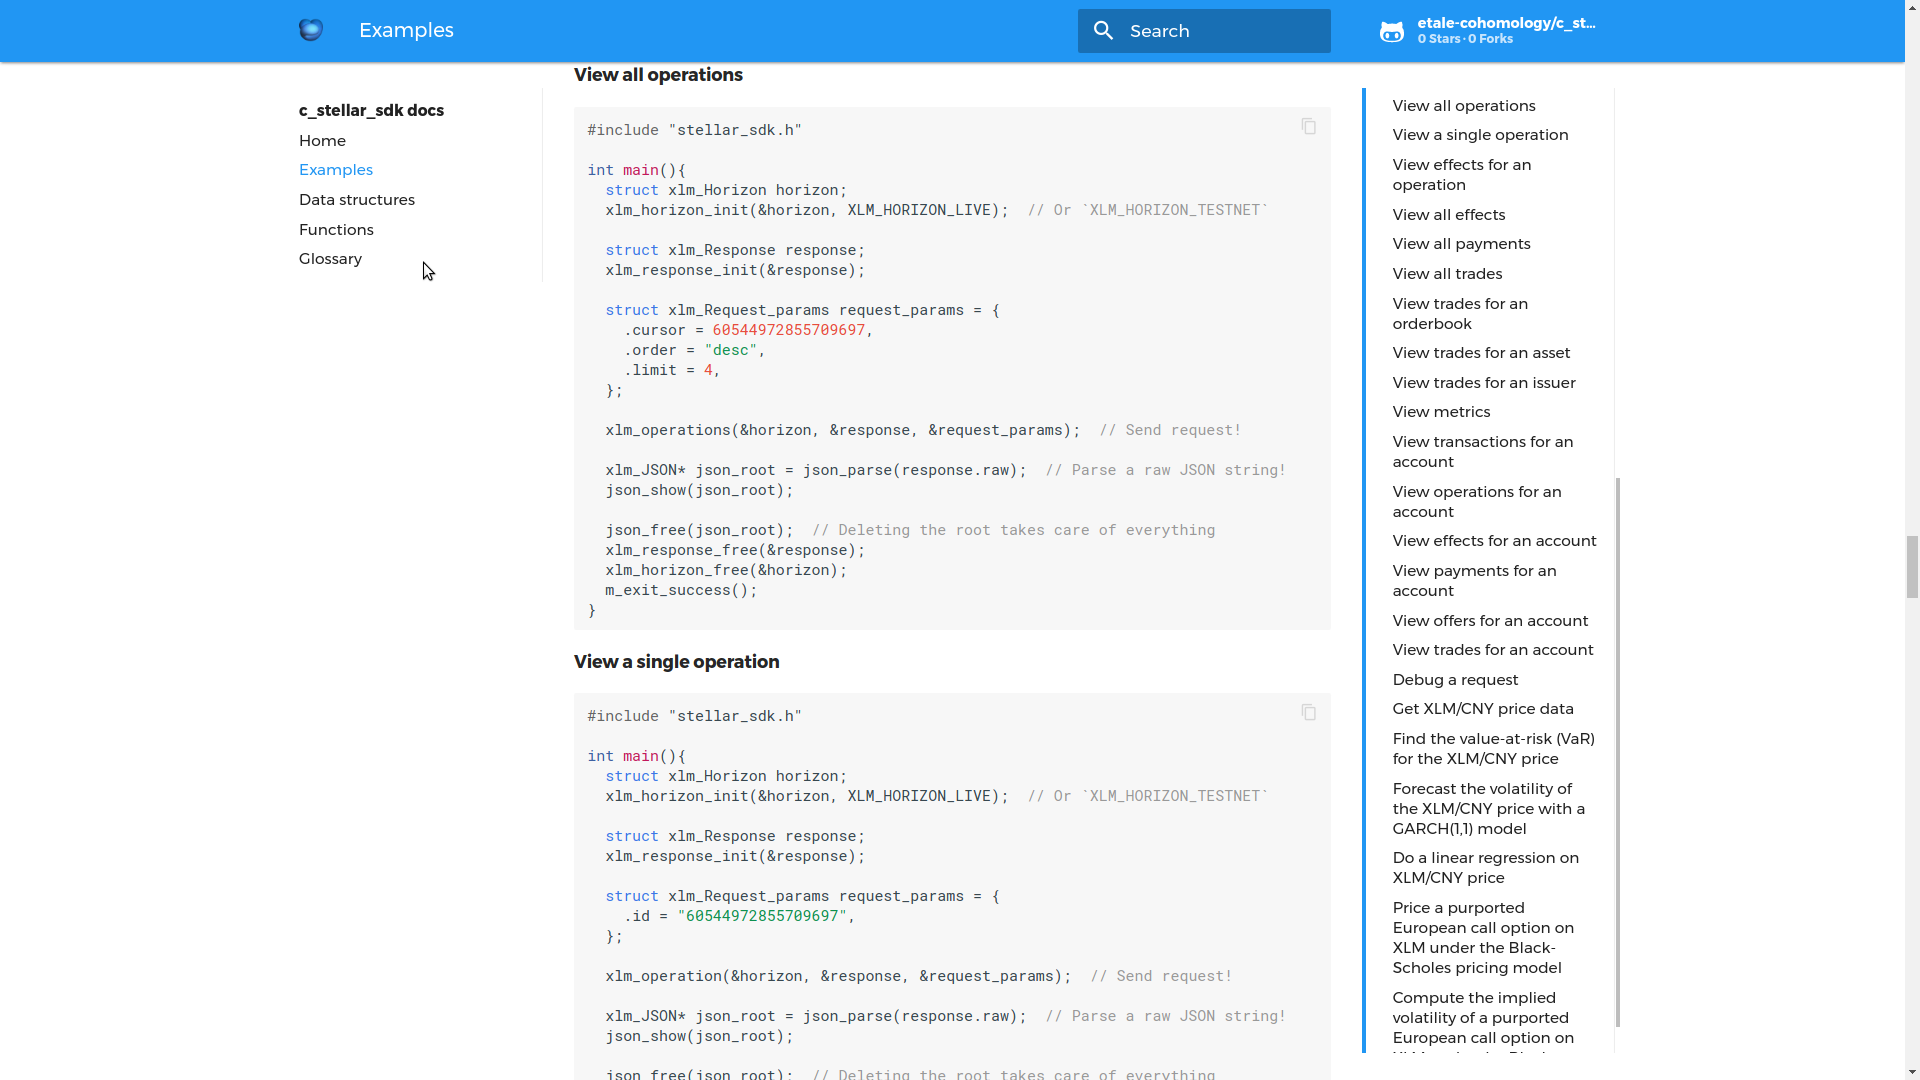 Examples
Search
etale-cohomology/c_st...
0 Stars · 0 Forks
c_stellar_sdk docs
Home
Examples
Data structures
Functions
Glossary
View all operations
#include "stellar_sdk.h"
int main(){
  struct xlm_Horizon horizon;
  xlm_horizon_init(&horizon, XLM_HORIZON_LIVE);  // Or `XLM_HORIZON_TESTNET`
  struct xlm_Response response;
  xlm_response_init(&response);
  struct xlm_Request_params request_params = {
    .cursor = 60544972855709697,
    .order = "desc",
    .limit = 4,
  };
  xlm_operations(&horizon, &response, &request_params);  // Send request!
  xlm_JSON* json_root = json_parse(response.raw);  // Parse a raw JSON string!
  json_show(json_root);
  json_free(json_root);  // Deleting the root takes care of everything
  xlm_response_free(&response);
  xlm_horizon_free(&horizon);
  m_exit_success();
}
View a single operation
#include "stellar_sdk.h"
int main(){
  struct xlm_Horizon horizon;
  xlm_horizon_init(&horizon, XLM_HORIZON_LIVE);  // Or `XLM_HORIZON_TESTNET`
  struct xlm_Response response;
  xlm_response_init(&response);
  struct xlm_Request_params request_params = {
    .id = "60544972855709697",
  };
  xlm_operation(&horizon, &response, &request_params);  // Send request!
  xlm_JSON* json_root = json_parse(response.raw);  // Parse a raw JSON string!
  json_show(json_root);
  json_free(json_root);  // Deleting the root takes care of everything
View all operations
View a single operation
View effects for an
operation
View all effects
View all payments
View all trades
View trades for an
orderbook
View trades for an asset
View trades for an issuer
View metrics
View transactions for an
account
View operations for an
account
View effects for an account
View payments for an
account
View offers for an account
View trades for an account
Debug a request
Get XLM/CNY price data
Find the value-at-risk (VaR)
for the XLM/CNY price
Forecast the volatility of
the XLM/CNY price with a
GARCH(1,1) model
Do a linear regression on
XLM/CNY price
Price a purported
European call option on
XLM under the Black-
Scholes pricing model
Compute the implied
volatility of a purported
European call option on